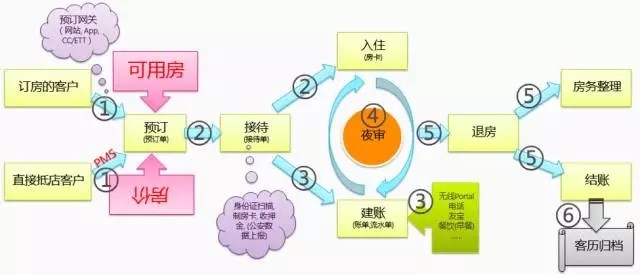 预订网关
(网站, App,
CC/ETT)
订房的客户
可用房
①
预订
(预订单)
PMS
①
直接抵店客户
房价
②
接待
(接待单)
身份证扫描,
制房卡, 收押
金, (公安数
据上报)
②
入住
(房卡)
④
夜审
③
建账
(账单,流水单)
③
无线Portal
电话
友宝
餐饮(早餐)
......
⑤
退房
⑤
房务整理
⑤
结账
⑥
客历归档